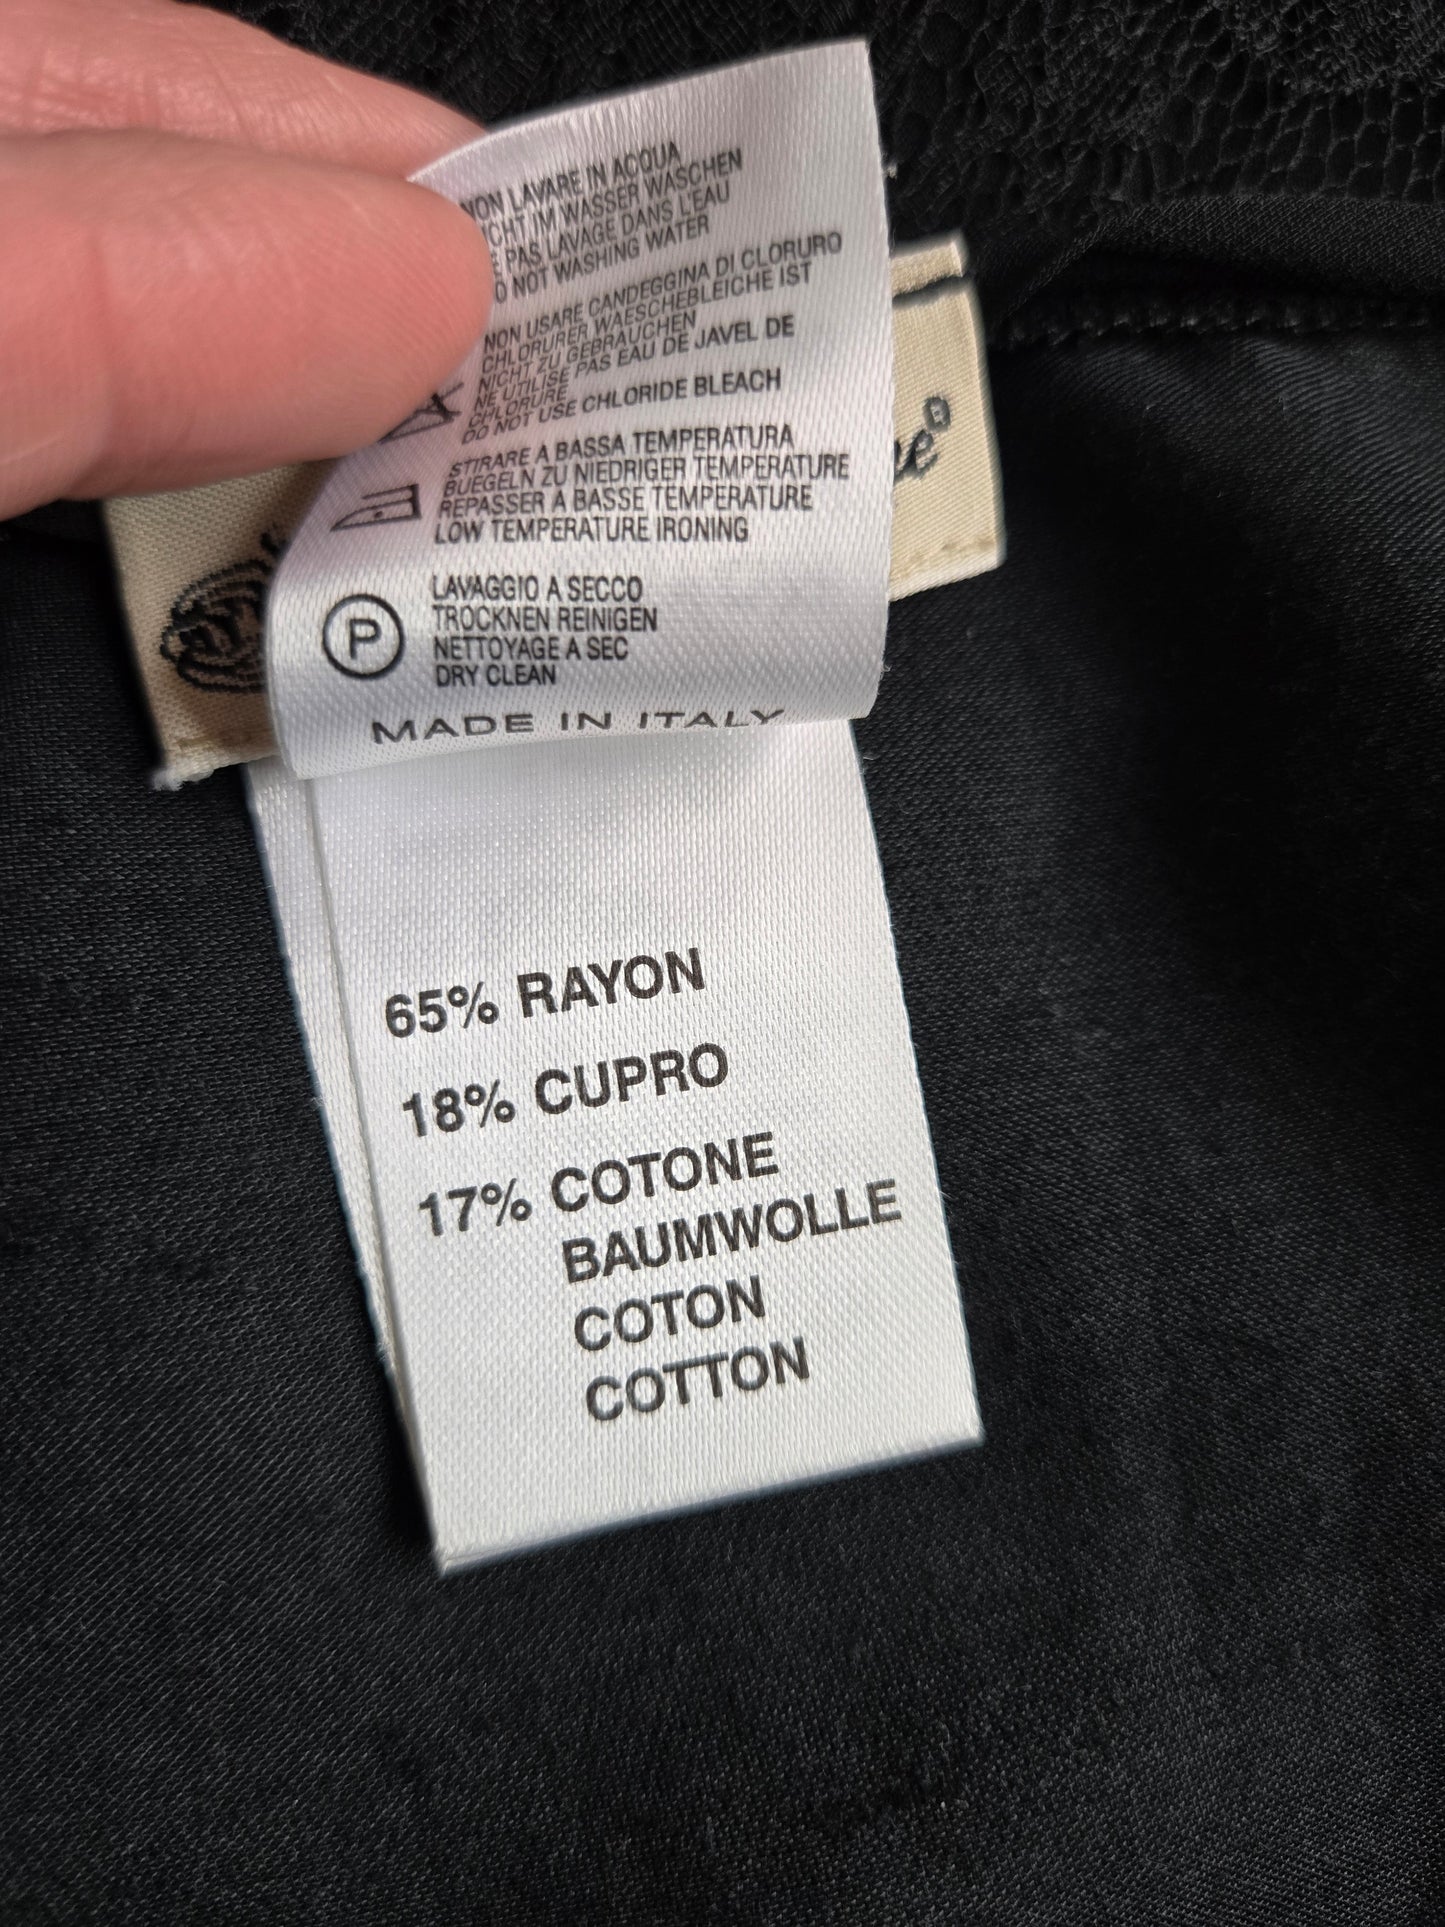 NON LAVARE IN ACQUA
IM WASSER WASCHEN
PAS LAVAGE DANS L'EAU
NOT WASHING WATER
NON USARE CANDEGGINA DI CLORURO
CHLORURER WAESCHEBLEICHE IST
NICHT ZU GEBRAUCHEN
NE UTILISE PAS EAU DE JAVEL DE
CHLORURE
DO NOT USE CHLORIDE BLEACH
STIRARE A BASSA TEMPERATURA
BUEGELN ZU NIEDRIGER TEMPERATURE
REPASSER A BASSE TEMPERATURE
LOW TEMPERATURE IRONING
P
LAVAGGIO A SECCO
TROCKNEN REINIGEN
NETTOYAGE A SEC
DRY CLEAN
MADE IN ITALY
65% RAYON
18% CUPRO
17% COTONE
BAUMWOLLE
COTON
COTTON